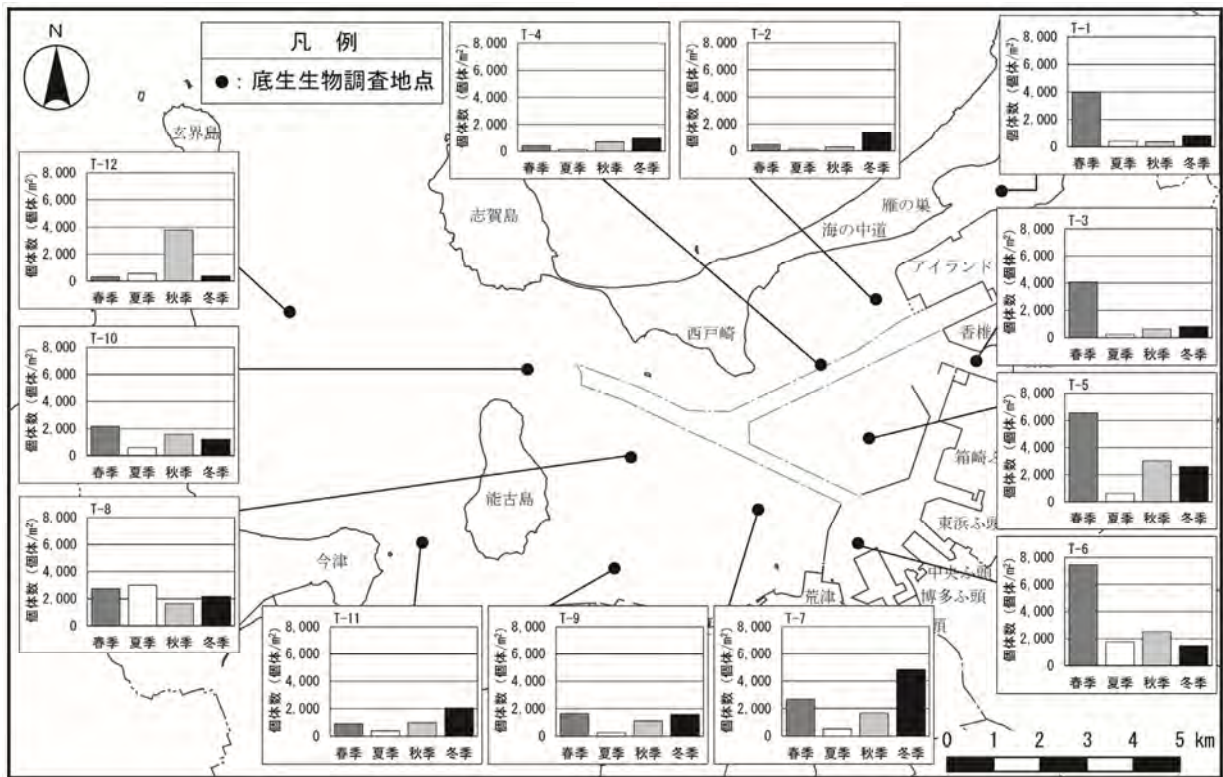 N
凡 例
●：底生生物調査地点
T-4
8,000
6,000
4,000
2,000
0
個体数 (個体/m²)
春季 夏季 秋季 冬季
T-2
8,000
6,000
4,000
2,000
0
個体数 (個体/m²)
春季 夏季 秋季 冬季
T-1
8,000
6,000
4,000
2,000
0
個体数 (個体/m²)
春季 夏季 秋季 冬季
玄界島
T-12
8,000
6,000
4,000
2,000
0
個体数 (個体/m²)
春季 夏季 秋季 冬季
志賀島
雁の巣
海の中道
アイランド
西戸崎
香椎
T-3
8,000
6,000
4,000
2,000
0
個体数 (個体/m²)
春季 夏季 秋季 冬季
T-10
8,000
6,000
4,000
2,000
0
個体数 (個体/m²)
春季 夏季 秋季 冬季
T-5
8,000
6,000
4,000
2,000
0
個体数 (個体/m²)
春季 夏季 秋季 冬季
箱崎ふ
能古島
東浜ふ頭
T-8
8,000
6,000
4,000
2,000
0
個体数 (個体/m²)
春季 夏季 秋季 冬季
今津
中央ふ頭
荒津
博多ふ頭
頭
T-6
8,000
6,000
4,000
2,000
0
個体数 (個体/m²)
春季 夏季 秋季 冬季
T-11
8,000
6,000
4,000
2,000
0
個体数 (個体/m²)
春季 夏季 秋季 冬季
T-9
8,000
6,000
4,000
2,000
0
個体数 (個体/m²)
春季 夏季 秋季 冬季
T-7
8,000
6,000
4,000
2,000
0
個体数 (個体/m²)
春季 夏季 秋季 冬季
0 1 2 3 4 5 km